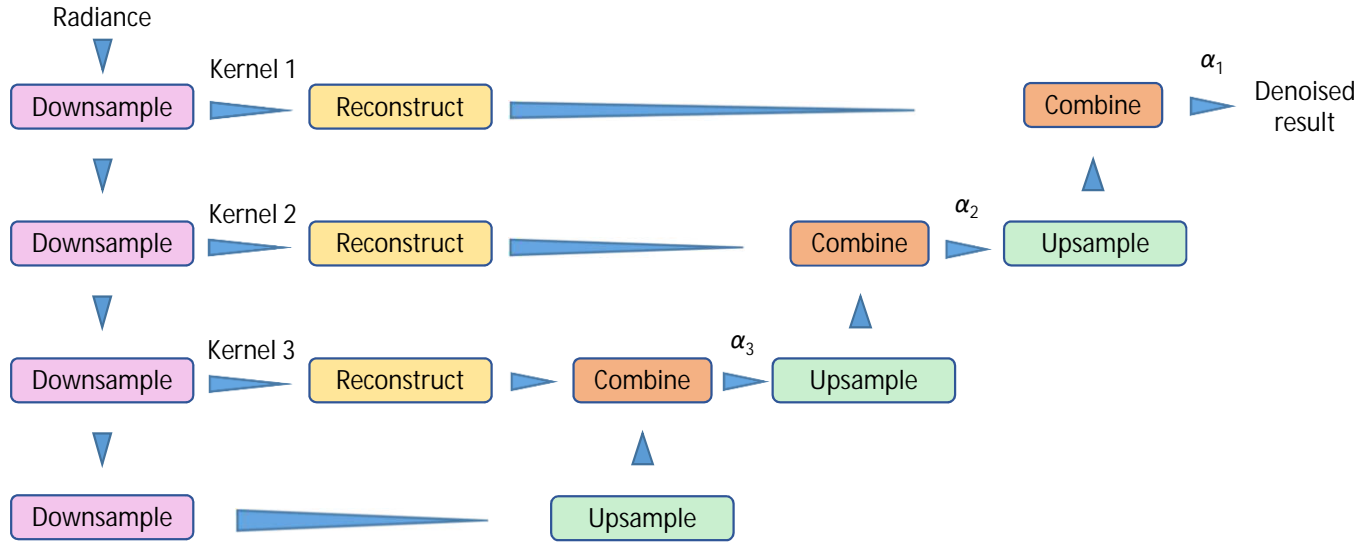 Radiance
Kernel 1
α1
Downsample
Reconstruct
Combine
Denoised
result
Kernel 2
α2
Downsample
Reconstruct
Combine
Upsample
Kernel 3
α3
Downsample
Reconstruct
Combine
Upsample
Downsample
Upsample